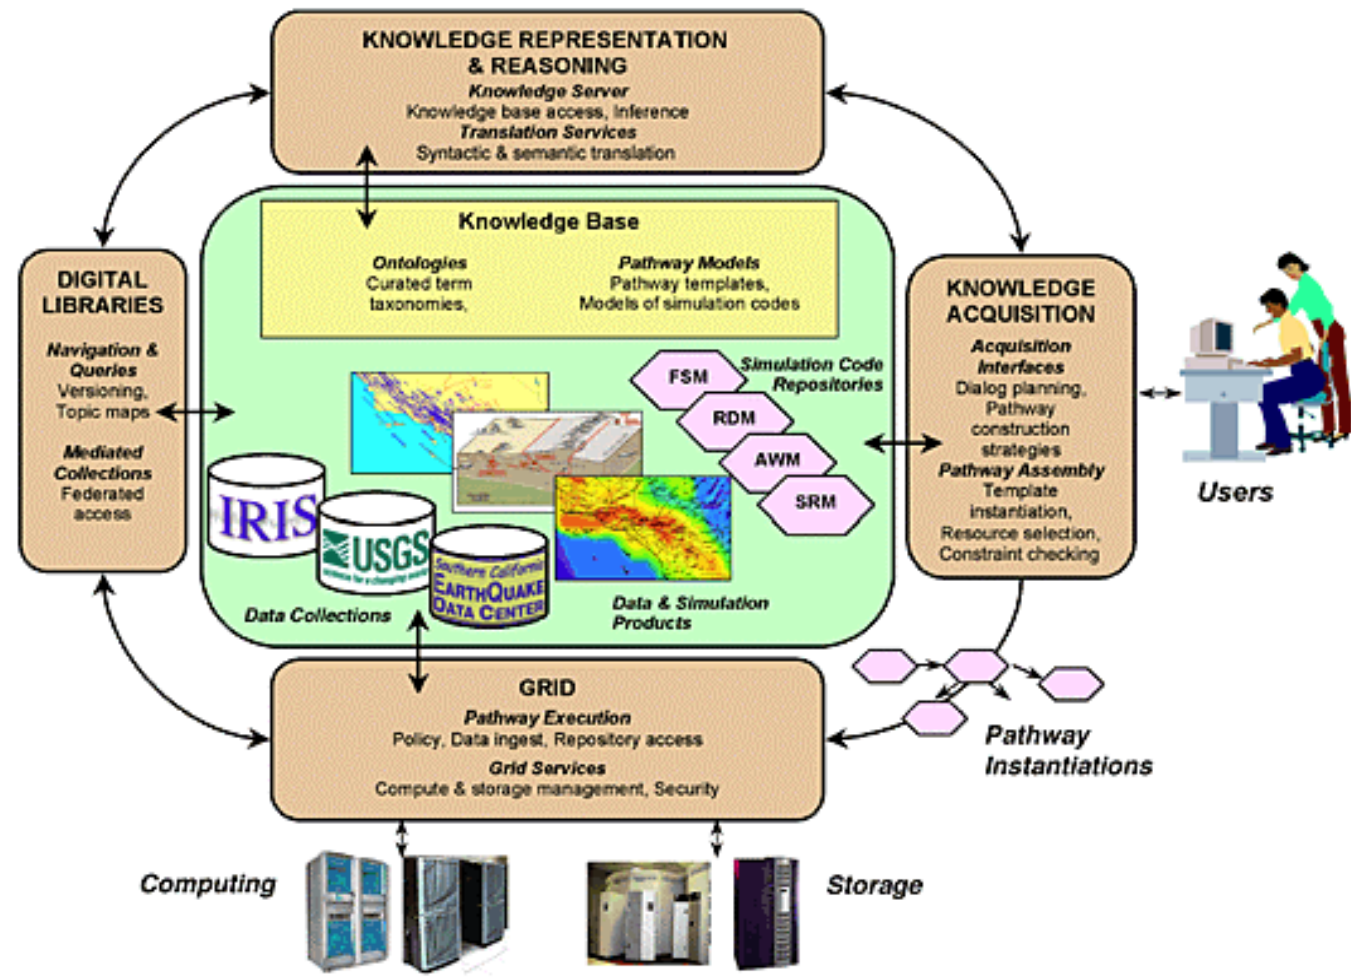 KNOWLEDGE REPRESENTATION
& REASONING
Knowledge Server
Knowledge base access, Inference
Translation Services
Syntactic & semantic translation
Knowledge Base
Ontologies
Curated term
taxonomies,
Pathway Models
Pathway templates,
Models of simulation codes
DIGITAL
LIBRARIES
Navigation &
Queries
Versioning,
Topic maps
Mediated
Collections
Federated
access
KNOWLEDGE
ACQUISITION
Acquisition
Interfaces
Dialog planning,
Pathway
construction
strategies
Pathway Assembly
Template
instantiation,
Resource selection,
Constraint checking
Users
Simulation Code
Repositories
FSM
RDM
AWM
SRM
IRIS
USGS
science for a changing world
Southern California
EARTHQUAKE
DATA CENTER
Data Collections
Data & Simulation
Products
GRID
Pathway Execution
Policy, Data ingest, Repository access
Grid Services
Compute & storage management, Security
Pathway
Instantiations
Computing
Storage